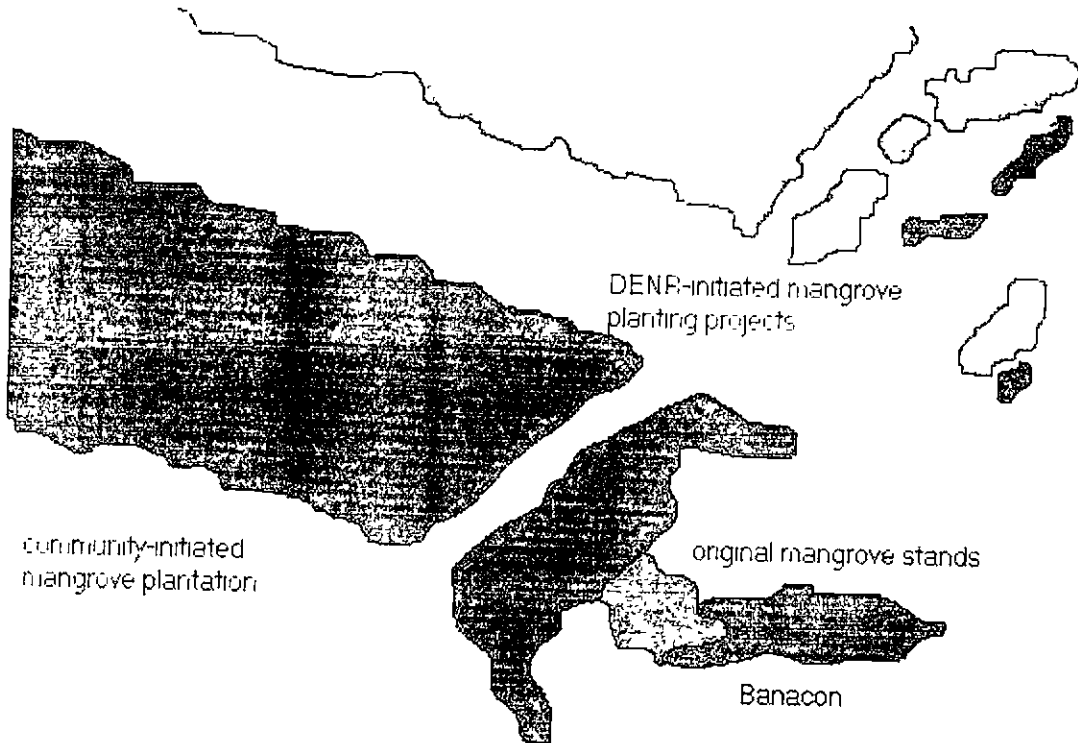 DENR-initiated mangrove
planting projects
community-initiated
mangrove plantation
original mangrove stands
Banacon